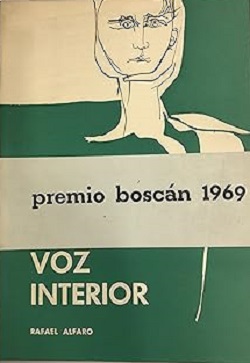 premio boscán 1969
VOZ
INTERIOR
RAFAEL ALFARO